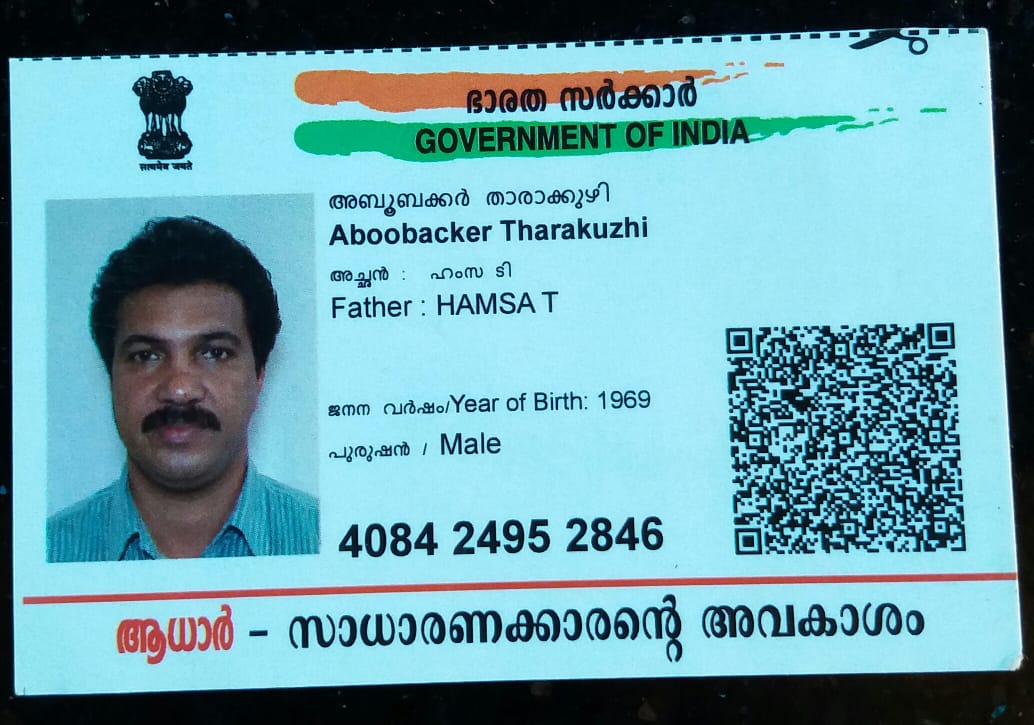 ഭാരത സർക്കാർ
GOVERNMENT OF INDIA
सत्यमेव जयते
അബൂബക്കർ താരാക്കുഴി
Aboobacker Tharakuzhi
അച്ഛൻ : ഹംസ ടി
Father : HAMSA T
ജനന വർഷം/Year of Birth: 1969
പുരുഷൻ / Male
4084 2495 2846
ആധാർ – സാധാരണക്കാരന്റെ അവകാശം